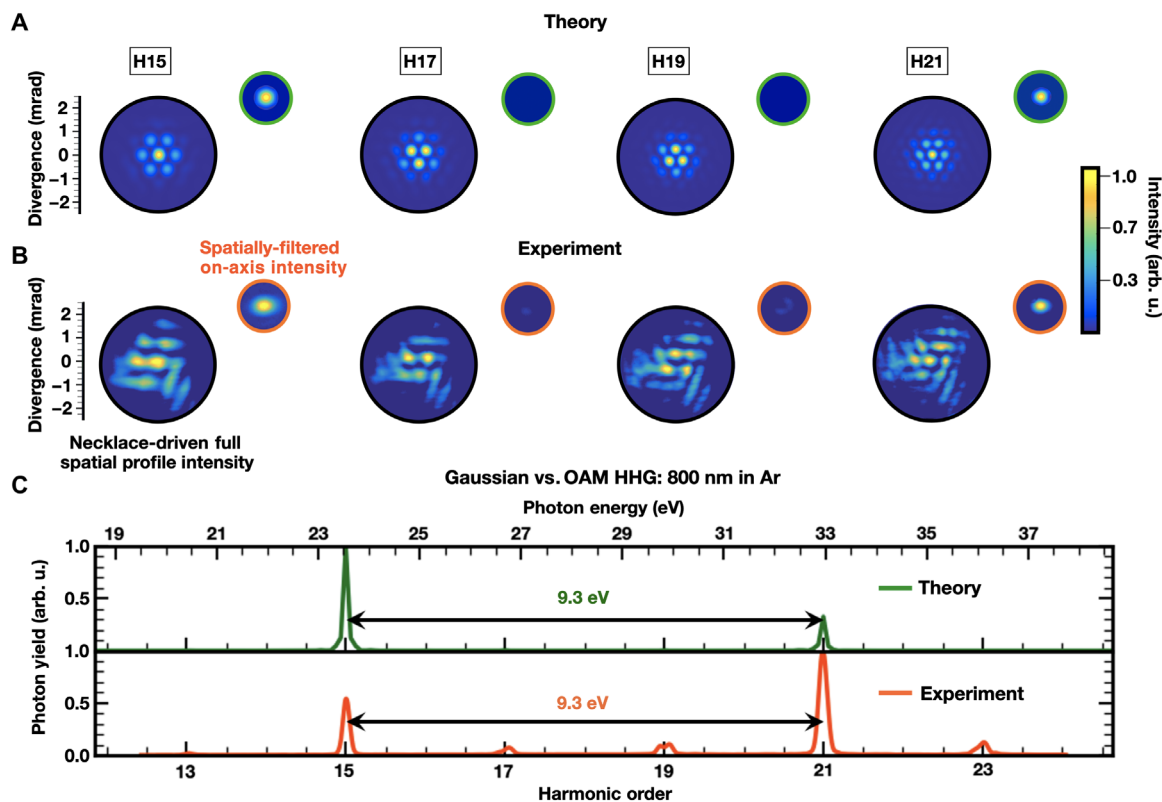 A
Theory
H15
H17
H19
H21
Divergence (mrad)
2
1
0
−1
−2
Intensity (arb. u.)
1.0
0.7
0.3
B
Experiment
Spatially-filtered
on-axis intensity
Divergence (mrad)
2
1
0
−1
−2
Necklace-driven full
spatial profile intensity
C
Gaussian vs. OAM HHG: 800 nm in Ar
Photon energy (eV)
19 21 23 25 27 29 31 33 35 37
Photon yield (arb. u.)
1.0
0.5
9.3 eV
Theory
1.0
0.5
0.0
9.3 eV
Experiment
13 15 17 19 21 23
Harmonic order